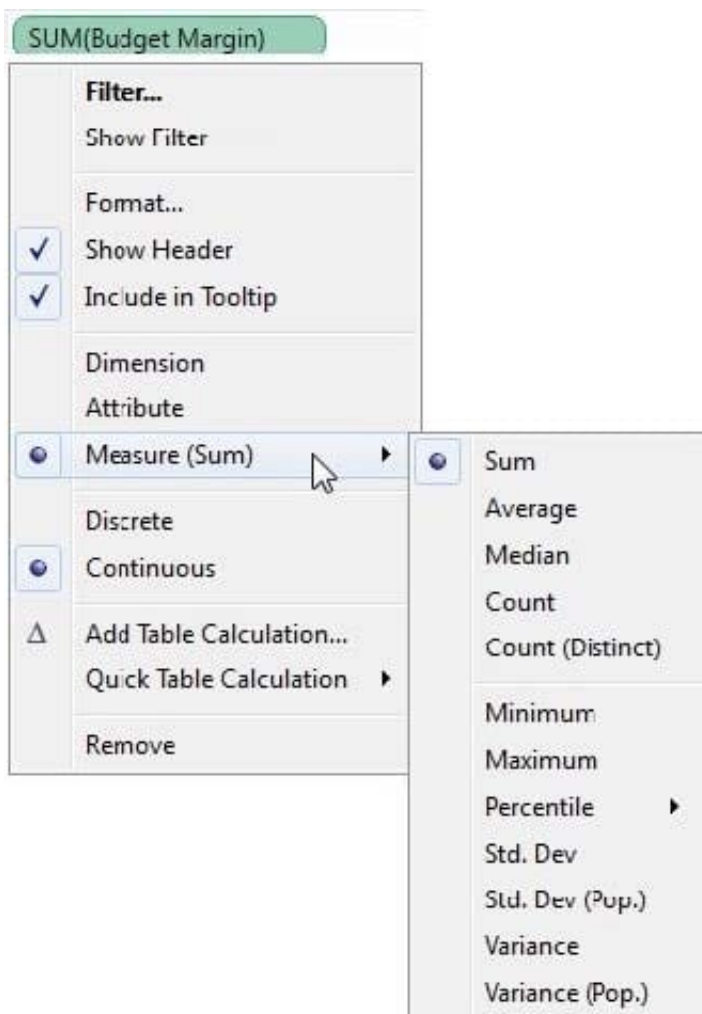 SUM(Budget Margin)
Filter...
Show Filter
Format...
Show Header
Include in Tooltip
Dimension
Attribute
Measure (Sum)
Discrete
Continuous
Δ Add Table Calculation...
Quick Table Calculation
Remove
Sum
Average
Median
Count
Count (Distinct)
Minimum
Maximum
Percentile
Std. Dev
Std. Dev (Pop.)
Variance
Variance (Pop.)